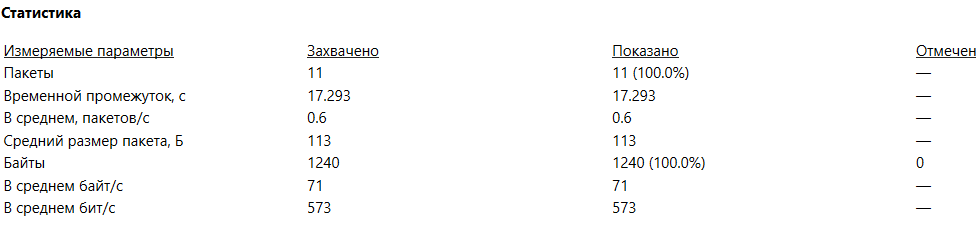 Статистика
Измеряемые параметры Захвачено Показано Отмечен
Пакеты 11 11 (100.0%) —
Временной промежуток, с 17.293 17.293 —
В среднем, пакетов/с 0.6 0.6 —
Средний размер пакета, Б 113 113 —
Байты 1240 1240 (100.0%) 0
В среднем байт/с 71 71 —
В среднем бит/с 573 573 —